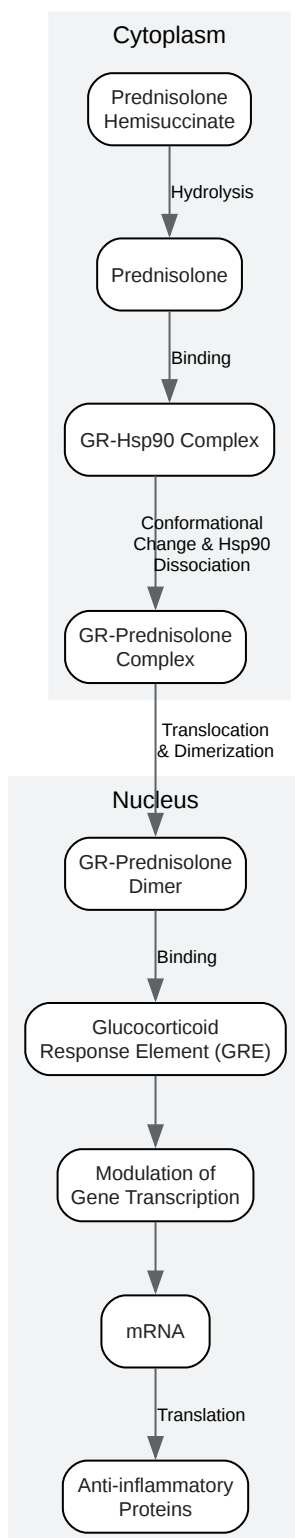 Cytoplasm
Prednisolone
Hemisuccinate
Hydrolysis
Prednisolone
Binding
GR-Hsp90 Complex
Conformational
Change & Hsp90
Dissociation
GR-Prednisolone
Complex
Translocation
& Dimerization
Nucleus
GR-Prednisolone
Dimer
Binding
Glucocorticoid
Response Element (GRE)
Modulation of
Gene Transcription
mRNA
Translation
Anti-inflammatory
Proteins